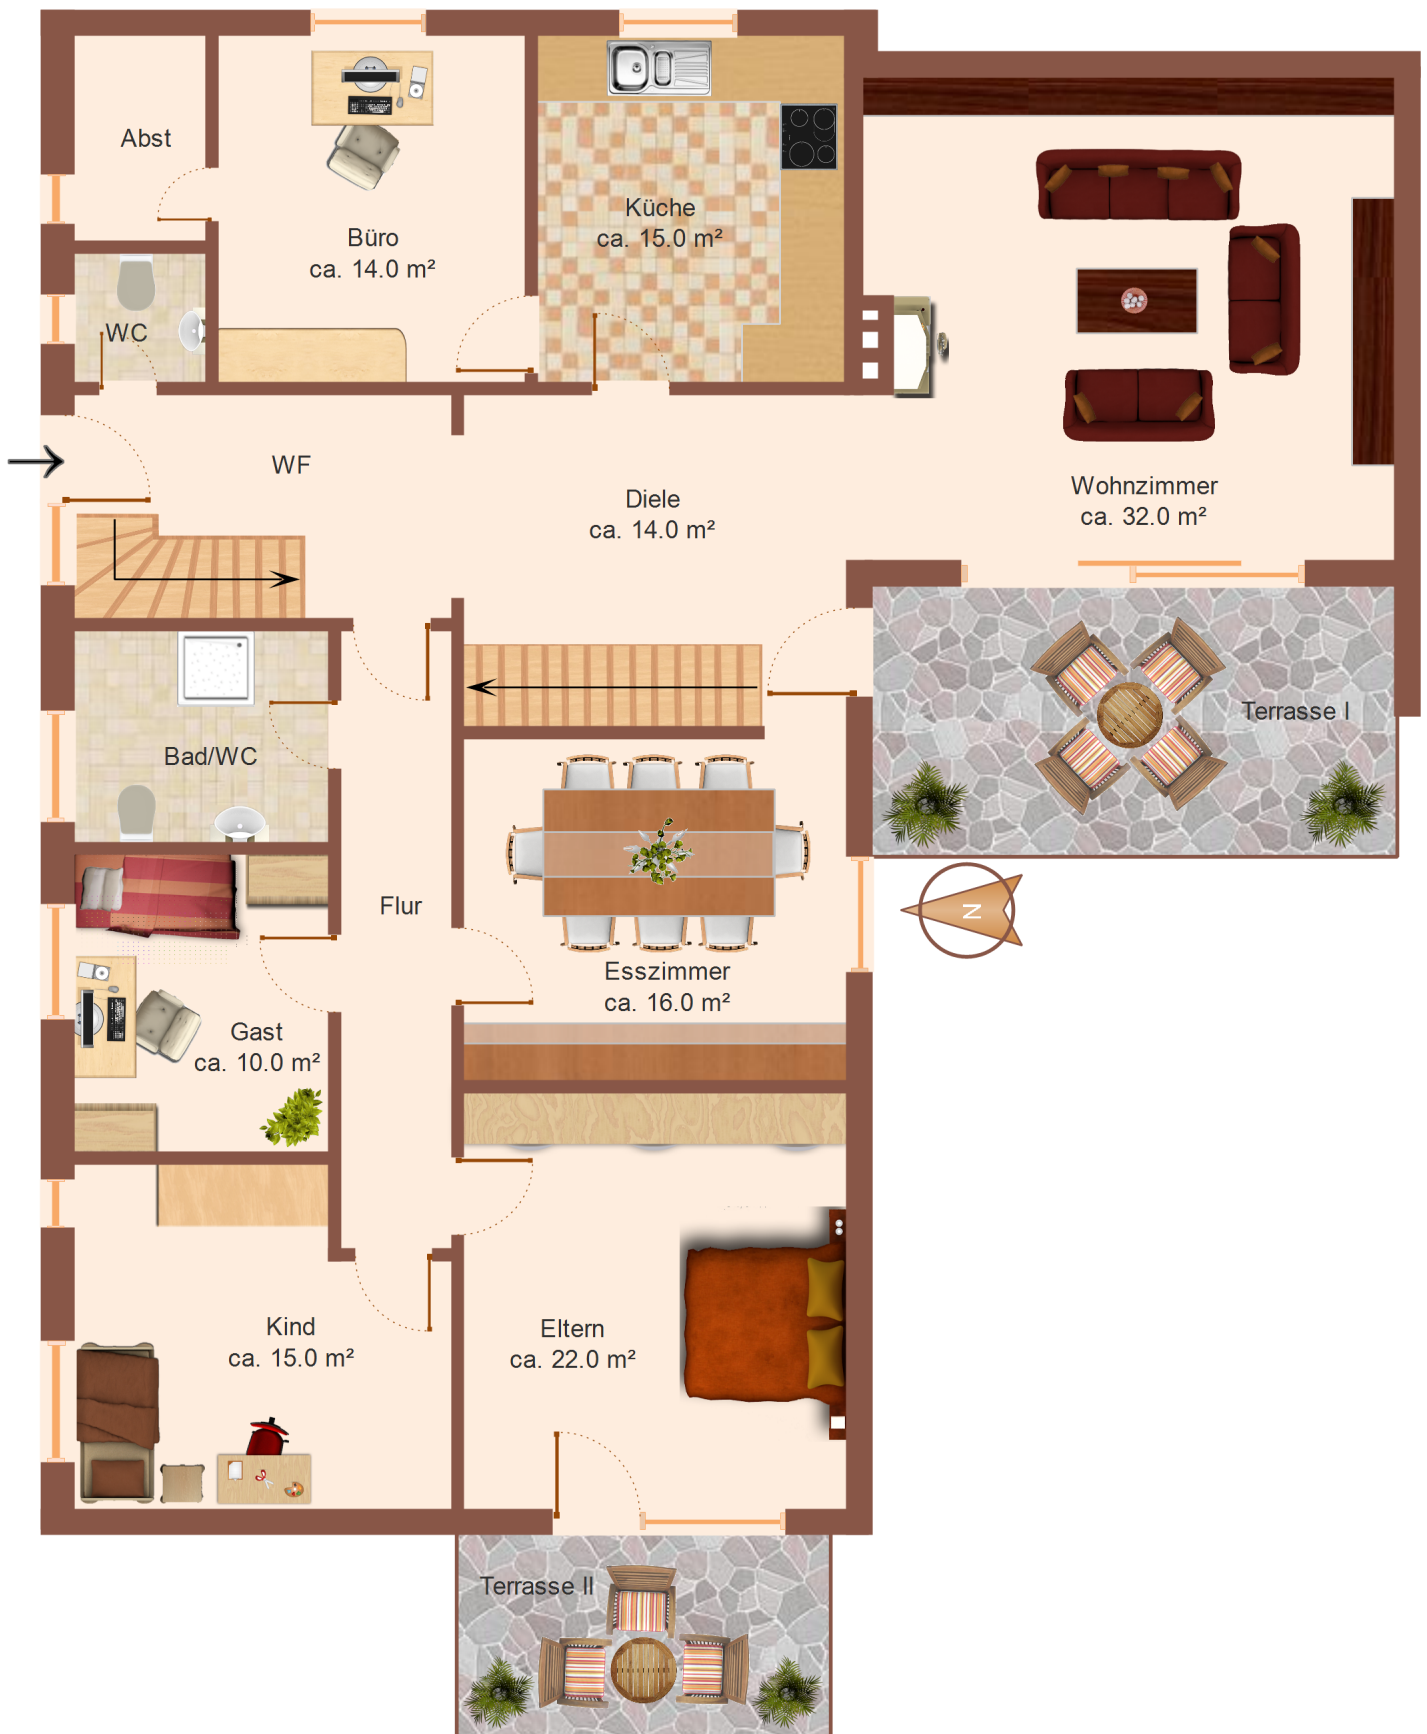 Abst
Büro
ca. 14.0 m²
Küche
ca. 15.0 m²
WC
WF
Diele
ca. 14.0 m²
Wohnzimmer
ca. 32.0 m²
Terrasse I
Bad/WC
Flur
N
Esszimmer
ca. 16.0 m²
Gast
ca. 10.0 m²
Kind
ca. 15.0 m²
Eltern
ca. 22.0 m²
Terrasse II